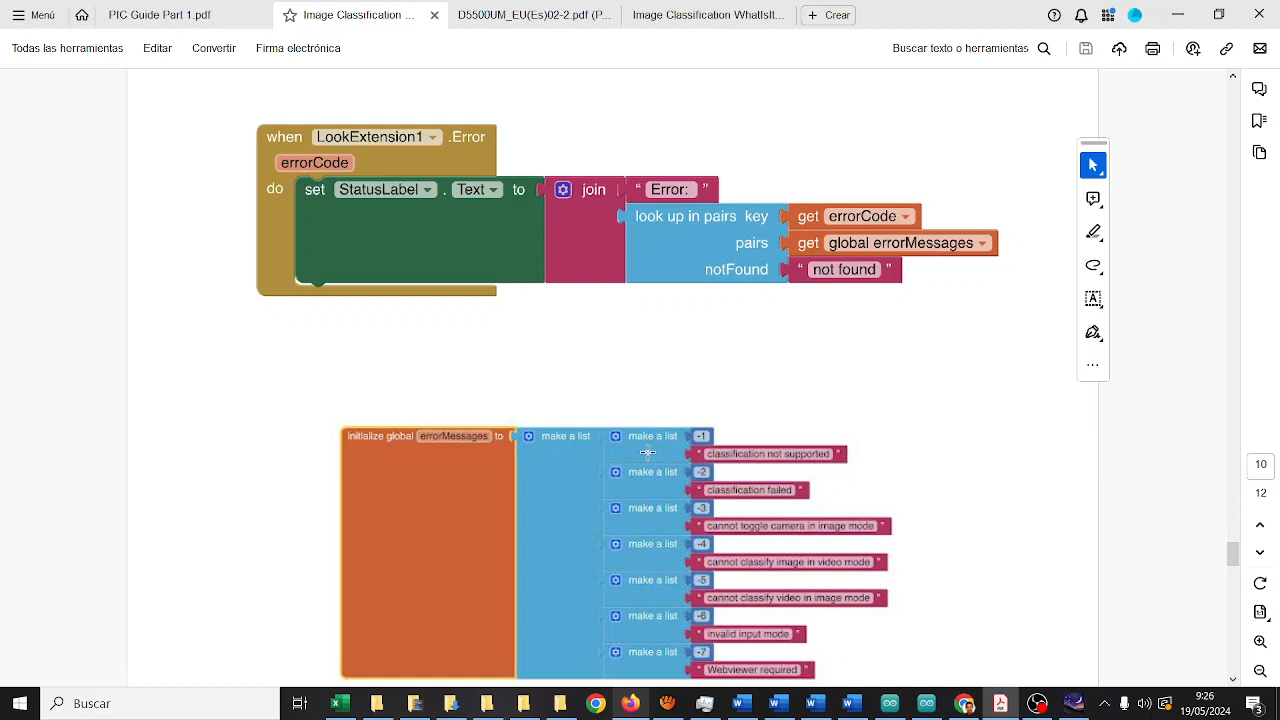 Menú
PIC Guide Part 1.pdf
Image Classification ...
D5500UM_EU(Es)02-2.pdf (P...
Image Classification WhatIsIt...
+ Crear
Todas las herramientas
Editar
Convertir
Firma electrónica
Buscar texto o herramientas
when LookExtension1 .Error
errorCode
do set StatusLabel . Text to join " Error: "
look up in pairs key get errorCode
pairs get global errorMessages
notFound " not found "
initialize global errorMessages to make a list make a list -1
" classification not supported "
make a list -2
" classification failed "
make a list -3
" cannot toggle camera in image mode "
make a list -4
" cannot classify image in video mode "
make a list -5
" cannot classify video in image mode "
make a list -6
" invalid input mode "
make a list -7
" Webviewer required "
10
12
Buscar
9:26
19/05/2024